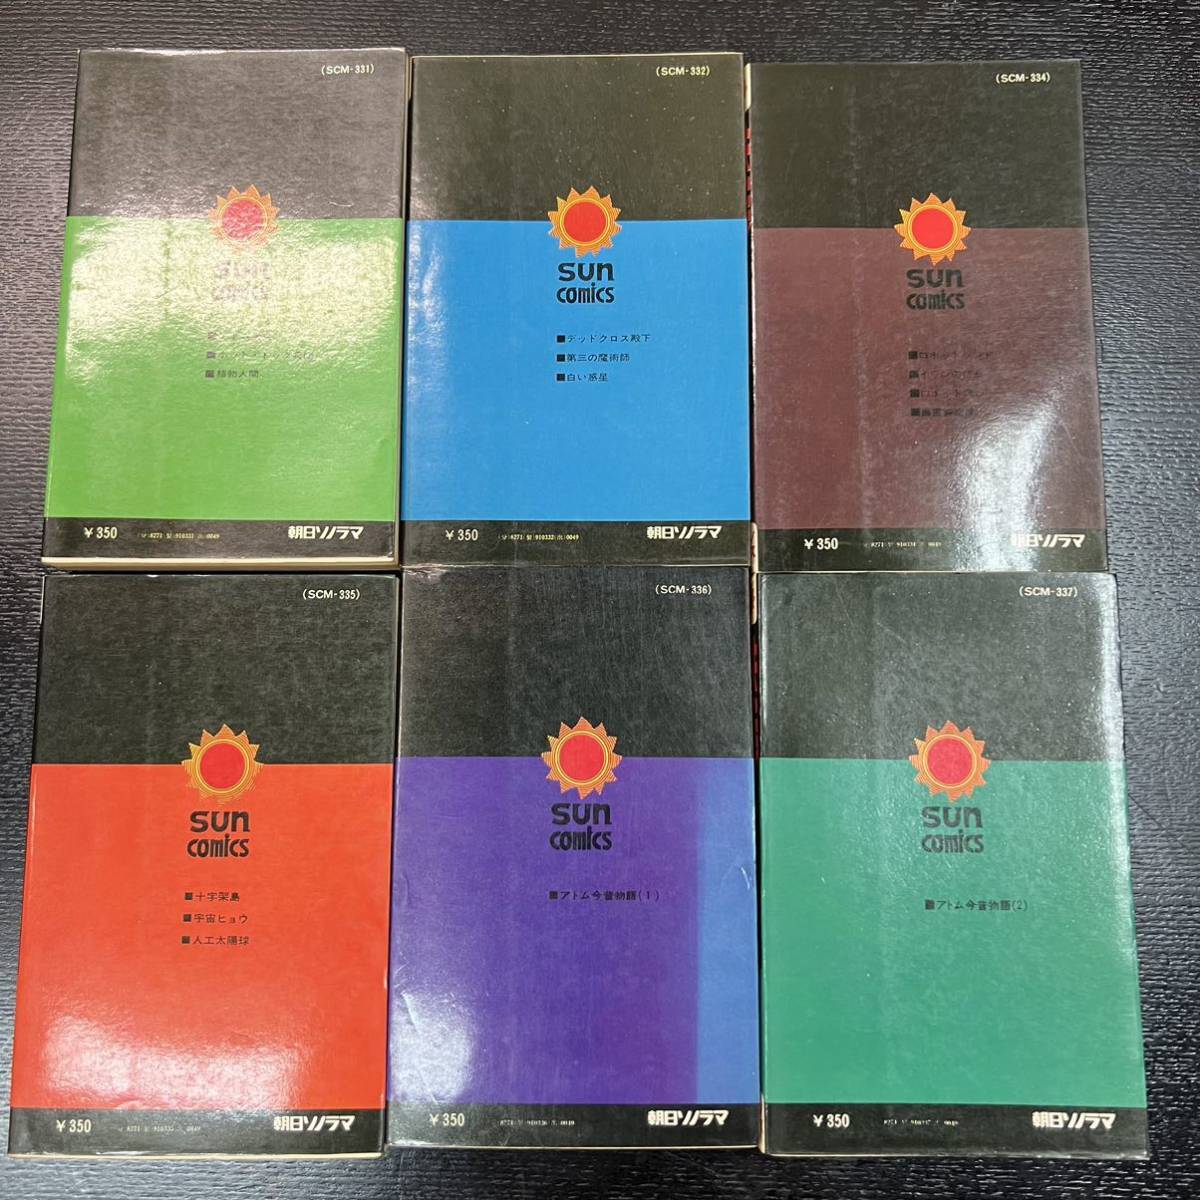 (SCM-331)
sun
comics
■植物人間
¥350
朝日ソノラマ
(SCM-332)
sun
comics
■デッドクロス殿下
■第三の魔術師
■白い惑星
¥350
8271 910332 0049
朝日ソノラマ
(SCM-334)
sun
comics
¥350
朝日ソノラマ
(SCM-335)
sun
comics
■十字架島
■宇宙ヒョウ
■人工太陽球
¥350
朝日ソノラマ
(SCM-336)
sun
comics
■アトム今昔物語(1)
¥350
朝日ソノラマ
(SCM-337)
sun
comics
■アトム今昔物語(2)
¥350
朝日ソノラマ